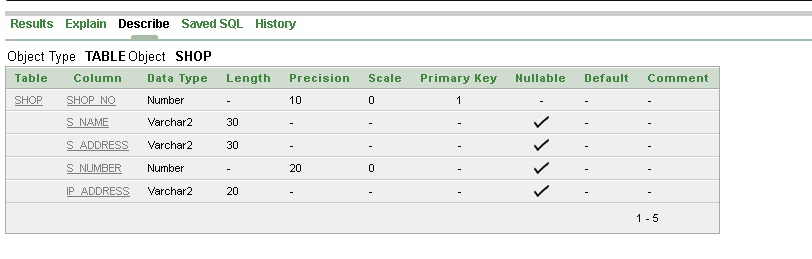 Results Explain Describe Saved SQL History
Object Type TABLE Object SHOP
Table Column Data Type Length Precision Scale Primary Key Nullable Default Comment
SHOP SHOP_NO Number - 10 0 1 - - -
S_NAME Varchar2 30 - - - ✓ - -
S_ADDRESS Varchar2 30 - - - ✓ - -
S_NUMBER Number - 20 0 - ✓ - -
IP_ADDRESS Varchar2 20 - - - ✓ - -
1 - 5